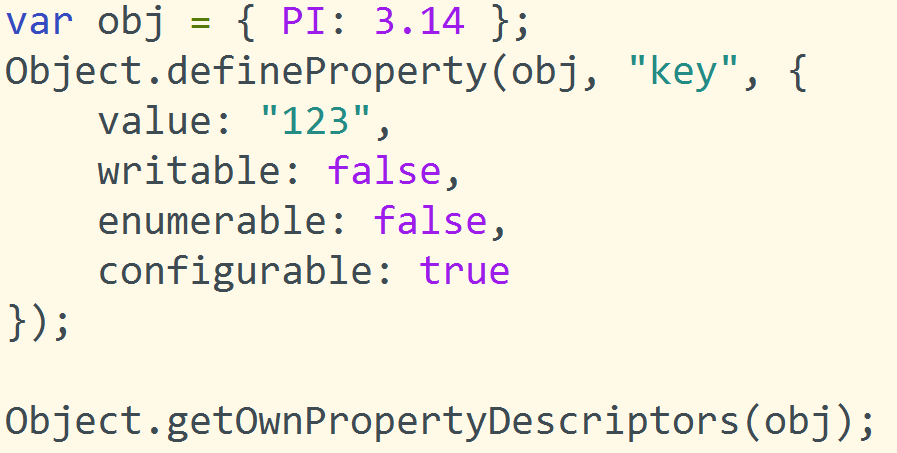 var obj = { PI: 3.14 };
Object.defineProperty(obj, "key", {
    value: "123",
    writable: false,
    enumerable: false,
    configurable: true
});

Object.getOwnPropertyDescriptors(obj);